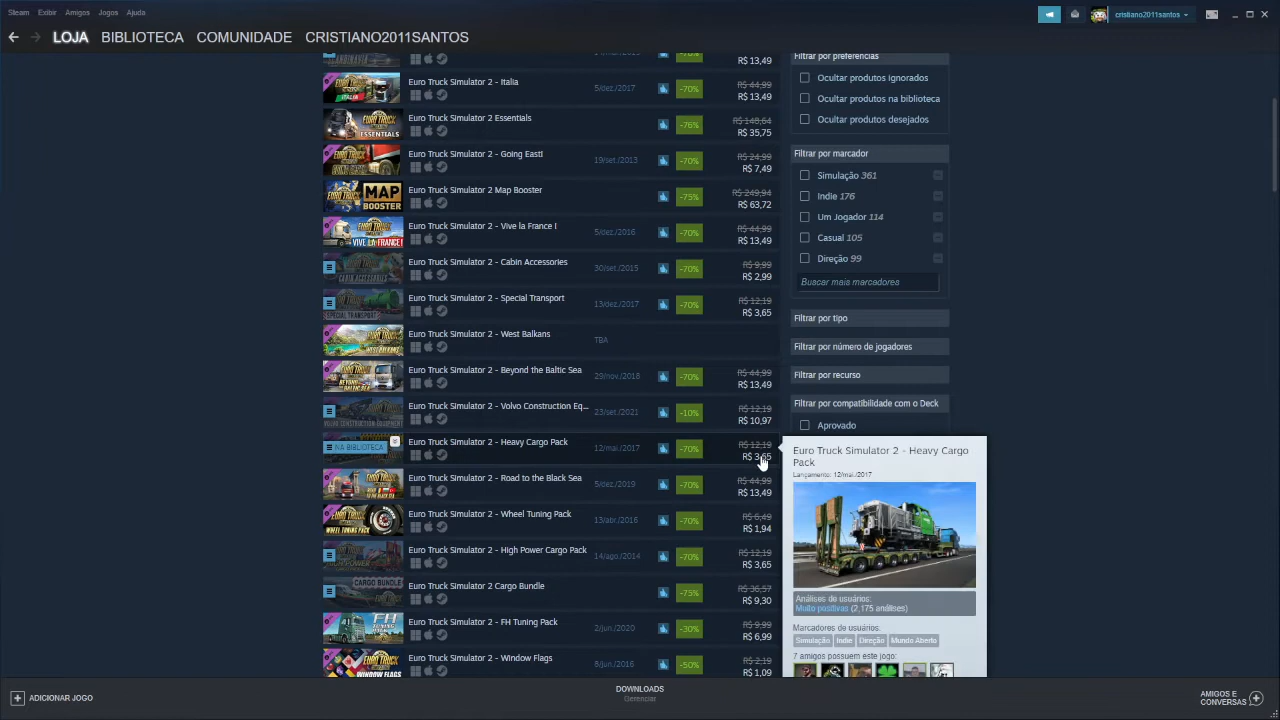 Steam Exibir Amigos Jogos Ajuda
cristiano2011santos
LOJA BIBLIOTECA COMUNIDADE CRISTIANO2011SANTOS
-70% R$ 13,49
Euro Truck Simulator 2 - Italia 5/dez./2017 -70% R$ 44,99
R$ 13,49
Euro Truck Simulator 2 Essentials -76% R$ 148,64
R$ 35,75
Euro Truck Simulator 2 - Going East! 19/set./2013 -70% R$ 24,99
R$ 7,49
Euro Truck Simulator 2 Map Booster -75% R$ 249,94
R$ 63,72
Euro Truck Simulator 2 - Vive la France ! 5/dez./2016 -70% R$ 44,99
R$ 13,49
Euro Truck Simulator 2 - Cabin Accessories 30/set./2015 -70% R$ 9,99
R$ 2,99
Euro Truck Simulator 2 - Special Transport 13/dez./2017 -70% R$ 12,19
R$ 3,65
Euro Truck Simulator 2 - West Balkans TBA
Euro Truck Simulator 2 - Beyond the Baltic Sea 29/nov./2018 -70% R$ 44,99
R$ 13,49
Euro Truck Simulator 2 - Volvo Construction Eq... 23/set./2021 -10% R$ 12,19
R$ 10,97
NA BIBLIOTECA Euro Truck Simulator 2 - Heavy Cargo Pack 12/mai./2017 -70% R$ 12,19
R$ 3,65
Euro Truck Simulator 2 - Road to the Black Sea 5/dez./2019 -70% R$ 44,99
R$ 13,49
Euro Truck Simulator 2 - Wheel Tuning Pack 13/abr./2016 -70% R$ 6,49
R$ 1,94
Euro Truck Simulator 2 - High Power Cargo Pack 14/ago./2014 -70% R$ 12,19
R$ 3,65
Euro Truck Simulator 2 Cargo Bundle -75% R$ 36,57
R$ 9,30
Euro Truck Simulator 2 - FH Tuning Pack 2/jun./2020 -30% R$ 9,99
R$ 6,99
Euro Truck Simulator 2 - Window Flags 8/jun./2016 -50% R$ 2,19
R$ 1,09
Filtrar por preferências
Ocultar produtos ignorados
Ocultar produtos na biblioteca
Ocultar produtos desejados
Filtrar por marcador
Simulação 361
Indie 176
Um Jogador 114
Casual 105
Direção 99
Buscar mais marcadores
Filtrar por tipo
Filtrar por número de jogadores
Filtrar por recurso
Filtrar por compatibilidade com o Deck
Aprovado
Euro Truck Simulator 2 - Heavy Cargo
Pack
Lançamento: 12/mai./2017
Análises de usuários:
Muito positivas (2,175 análises)
Marcadores de usuários:
Simulação Indie Direção Mundo Aberto
7 amigos possuem este jogo:
ADICIONAR JOGO
DOWNLOADS
Gerenciar
AMIGOS E
CONVERSAS